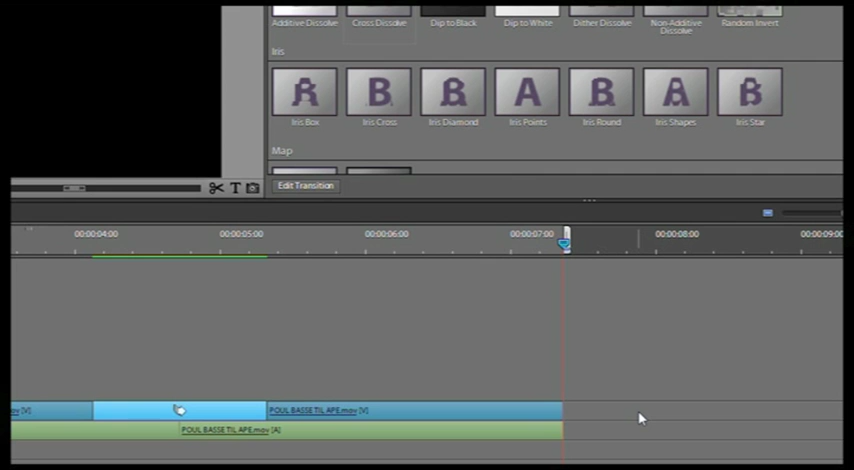 Additive Dissolve Cross Dissolve Dip to Black Dip to White Dither Dissolve Non-Additive Dissolve Random Invert
Iris
R B B A B A B
Iris Box Iris Cross Iris Diamond Iris Points Iris Round Iris Shapes Iris Star
Map
T Edit Transition
00:00:04:00 00:00:05:00 00:00:06:00 00:00:07:00 00:00:08:00 00:00:09:00
ov [V] POUL BASSE TIL APE.mov [V]
POUL BASSE TIL APE.mov [A]